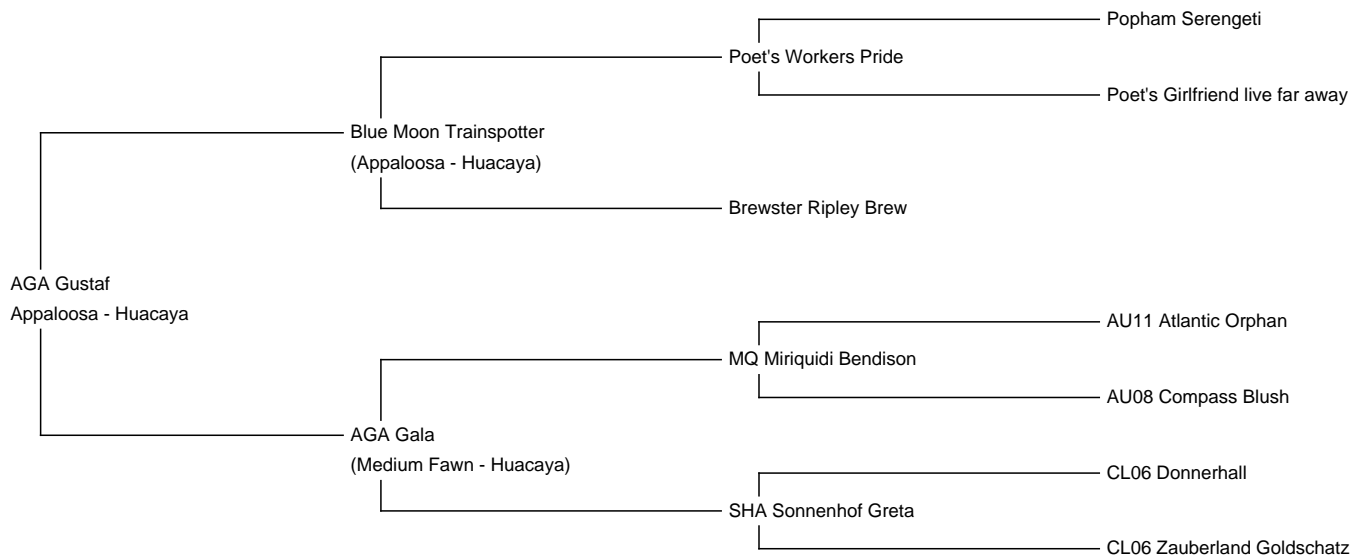 Popham Serengeti
Poet's Workers Pride
Poet's Girlfriend live far away
Blue Moon Trainspotter
(Appaloosa - Huacaya)
Brewster Ripley Brew
AGA Gustaf
Appaloosa - Huacaya
AU11 Atlantic Orphan
MQ Miriquidi Bendison
AU08 Compass Blush
AGA Gala
(Medium Fawn - Huacaya)
CL06 Donnerhall
SHA Sonnenhof Greta
CL06 Zauberland Goldschatz